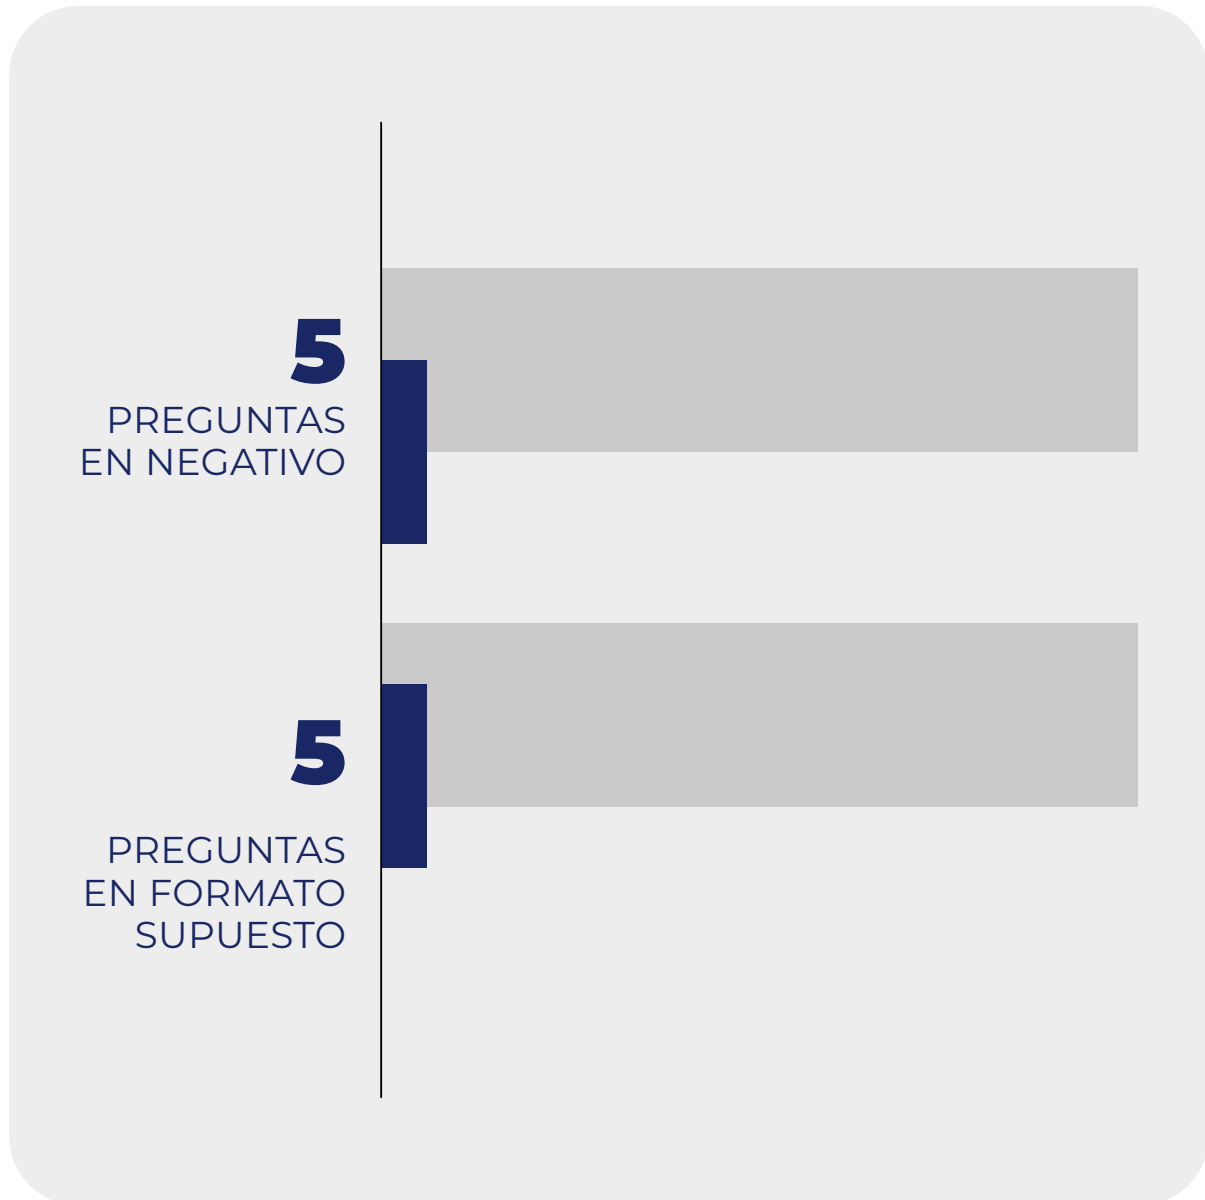 5
PREGUNTAS
EN NEGATIVO
5
PREGUNTAS
EN FORMATO
SUPUESTO